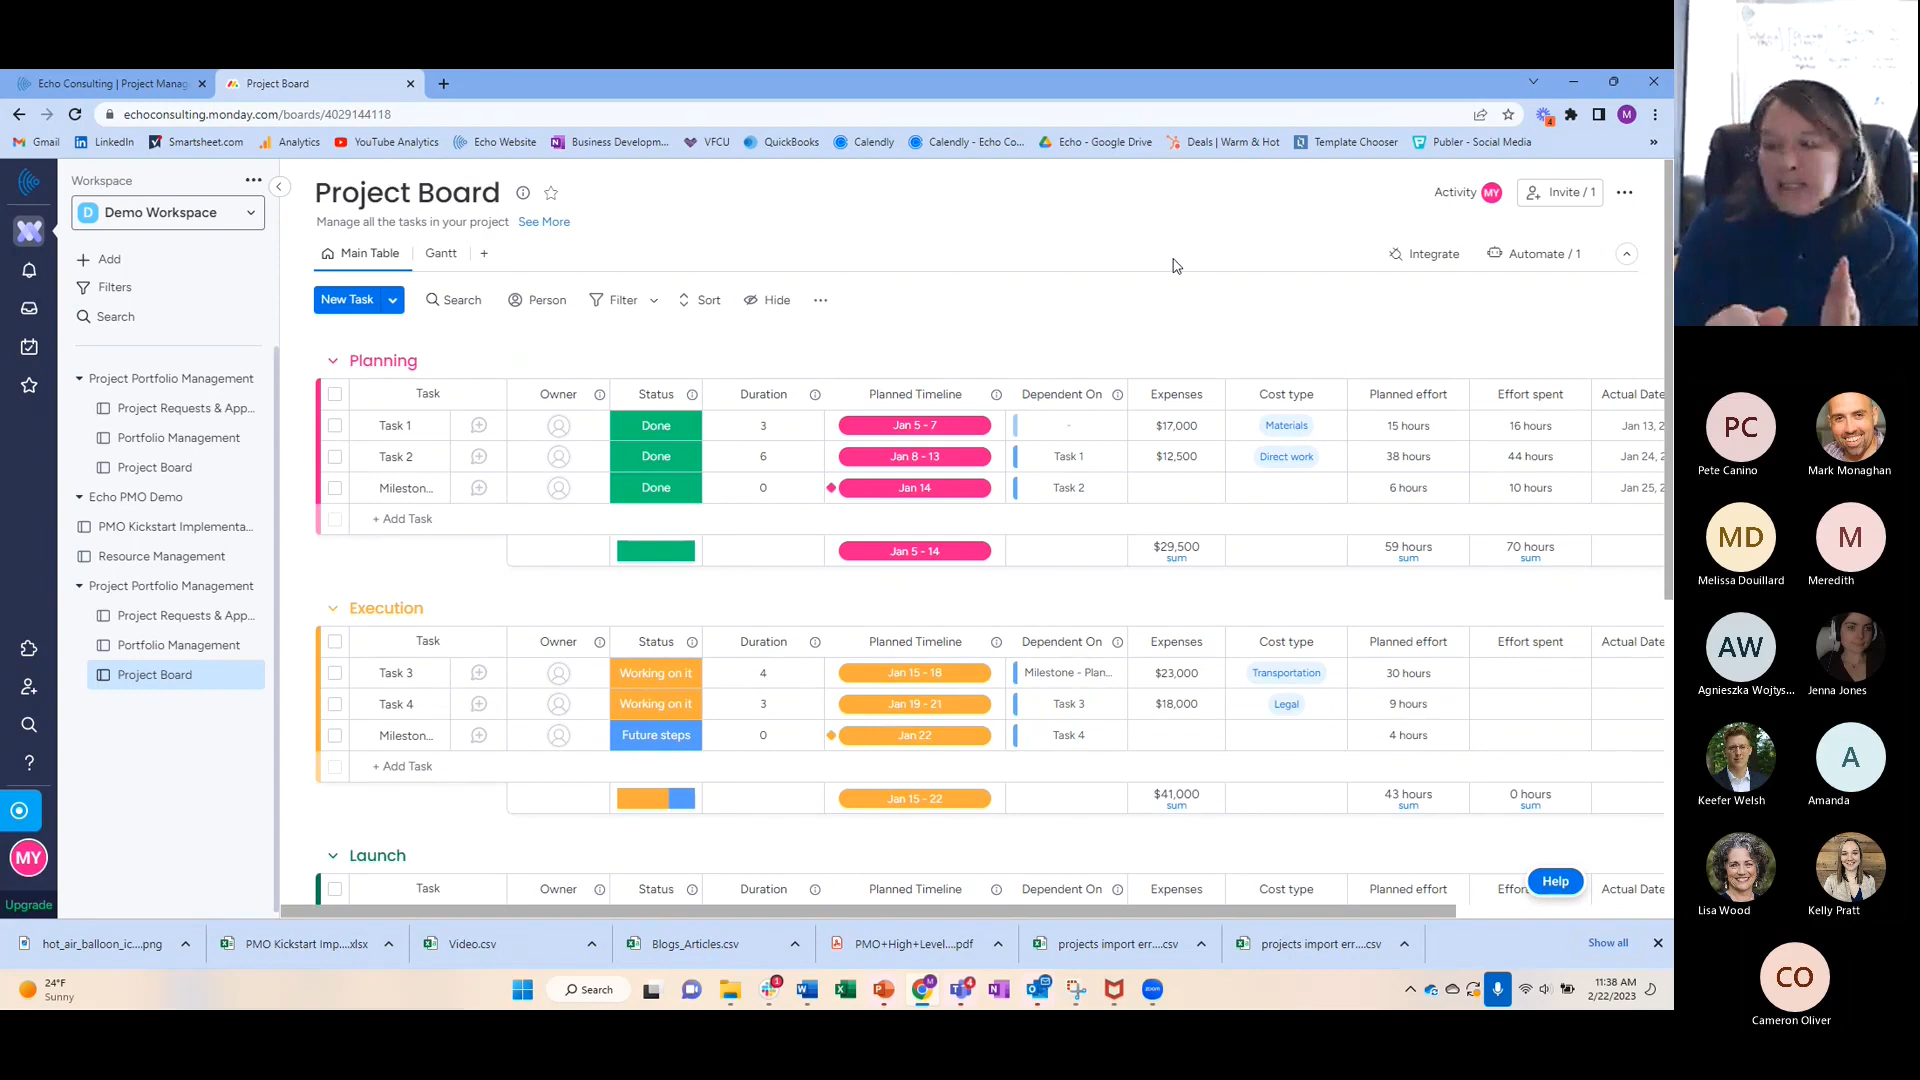 Echo Consulting | Project Manag
Project Board
echoconsulting.monday.com/boards/4029144118
Gmail
LinkedIn
Smartsheet.com
Analytics
YouTube Analytics
Echo Website
Business Developm...
VFCU
QuickBooks
Calendly
Calendly - Echo Co...
Echo - Google Drive
Deals | Warm & Hot
Template Chooser
Publer - Social Media
»
4
M
Workspace
D Demo Workspace
Add
Filters
Search
Project Portfolio Management
Project Requests & App...
Portfolio Management
Project Board
Echo PMO Demo
PMO Kickstart Implementa...
Resource Management
Project Portfolio Management
Project Requests & App...
Portfolio Management
Project Board
MY
Upgrade
Project Board
Manage all the tasks in your project See More
Activity MY
Invite / 1
Main Table
Gantt
+
Integrate
Automate / 1
New Task
Search
Person
Filter
Sort
Hide
Planning
Task Owner Status Duration Planned Timeline Dependent On Expenses Cost type Planned effort Effort spent Actual Date
Task 1 Done 3 Jan 5 - 7 - $17,000 Materials 15 hours 16 hours Jan 13, 2
Task 2 Done 6 Jan 8 - 13 Task 1 $12,500 Direct work 38 hours 44 hours Jan 24, 2
Mileston... Done 0 Jan 14 Task 2 6 hours 10 hours Jan 25, 2
+ Add Task
Jan 5 - 14 $29,500 59 hours 70 hours
sum sum sum
Execution
Task Owner Status Duration Planned Timeline Dependent On Expenses Cost type Planned effort Effort spent Actual Date
Task 3 Working on it 4 Jan 15 - 18 Milestone - Plan... $23,000 Transportation 30 hours
Task 4 Working on it 3 Jan 19 - 21 Task 3 $18,000 Legal 9 hours
Mileston... Future steps 0 Jan 22 Task 4 4 hours
+ Add Task
Jan 15 - 22 $41,000 43 hours 0 hours
sum sum sum
Launch
Task Owner Status Duration Planned Timeline Dependent On Expenses Cost type Planned effort Effor Actual Date
Help
hot_air_balloon_ic....png
PMO Kickstart Imp....xlsx
Video.csv
Blogs_Articles.csv
PMO+High+Level....pdf
projects import err....csv
projects import err....csv
Show all
24°F
Sunny
Search
1
4
11:38 AM
2/22/2023
PC
Pete Canino
Mark Monaghan
MD
Melissa Douillard
M
Meredith
AW
Agnieszka Wojtys...
Jenna Jones
Keefer Welsh
A
Amanda
Lisa Wood
Kelly Pratt
CO
Cameron Oliver